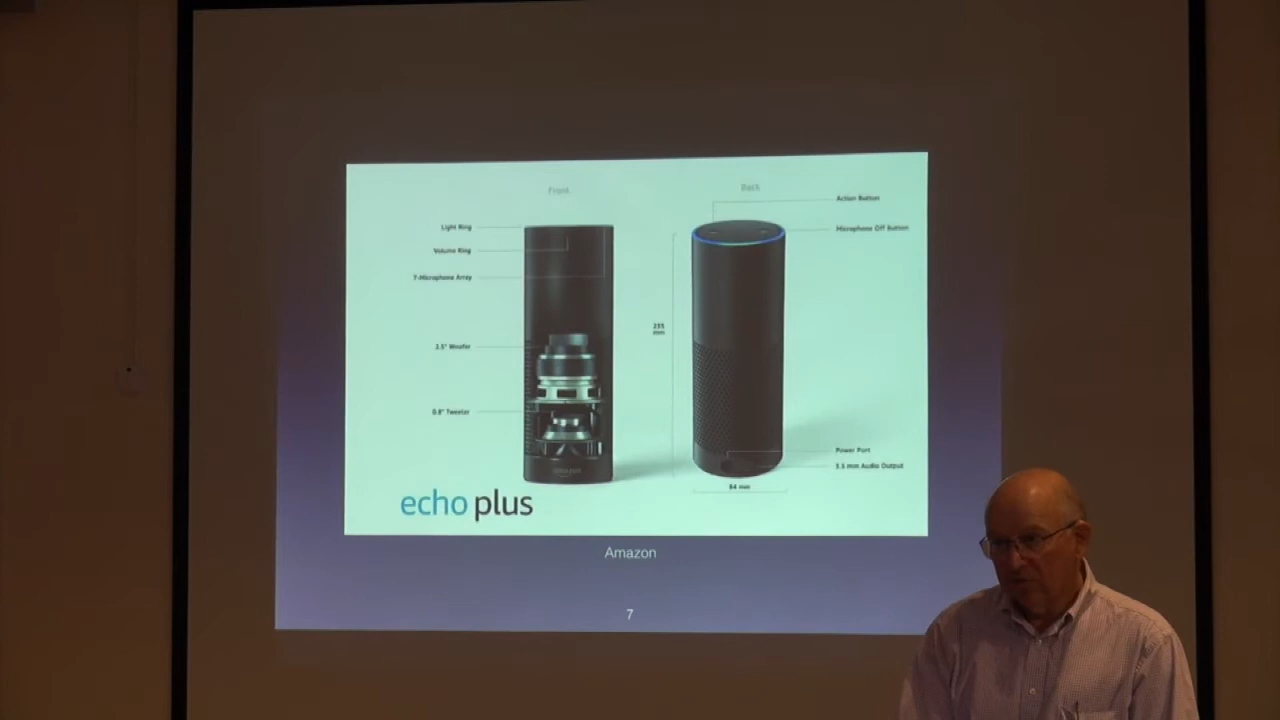 Front
Back
Action Button
Light Ring
Microphone Off Button
Volume Ring
7-Microphone Array
235
mm
2.5" Woofer
0.8" Tweeter
Power Port
3.5 mm Audio Output
amazon
84 mm
echo plus
Amazon
7